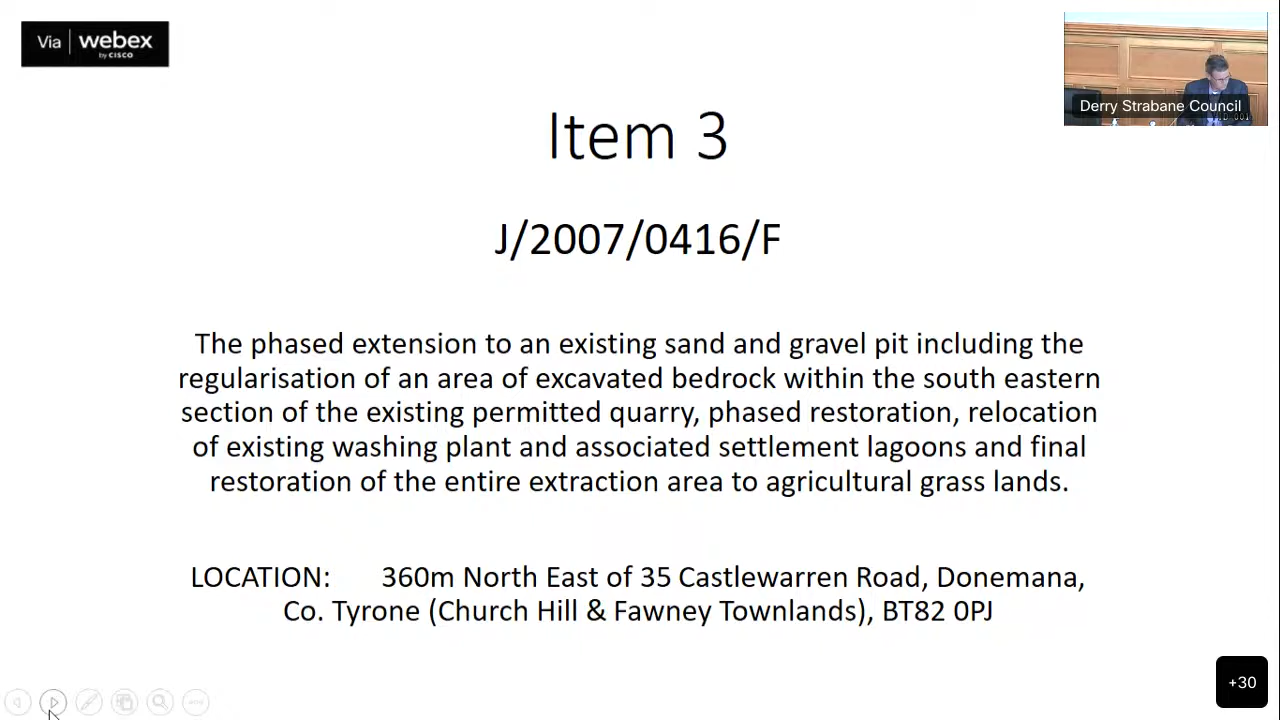 Via webex
by CISCO
Derry Strabane Council
Item 3
J/2007/0416/F
The phased extension to an existing sand and gravel pit including the
regularisation of an area of excavated bedrock within the south eastern
section of the existing permitted quarry, phased restoration, relocation
of existing washing plant and associated settlement lagoons and final
restoration of the entire extraction area to agricultural grass lands.
LOCATION: 360m North East of 35 Castlewarren Road, Donemana,
Co. Tyrone (Church Hill & Fawney Townlands), BT82 0PJ
+30